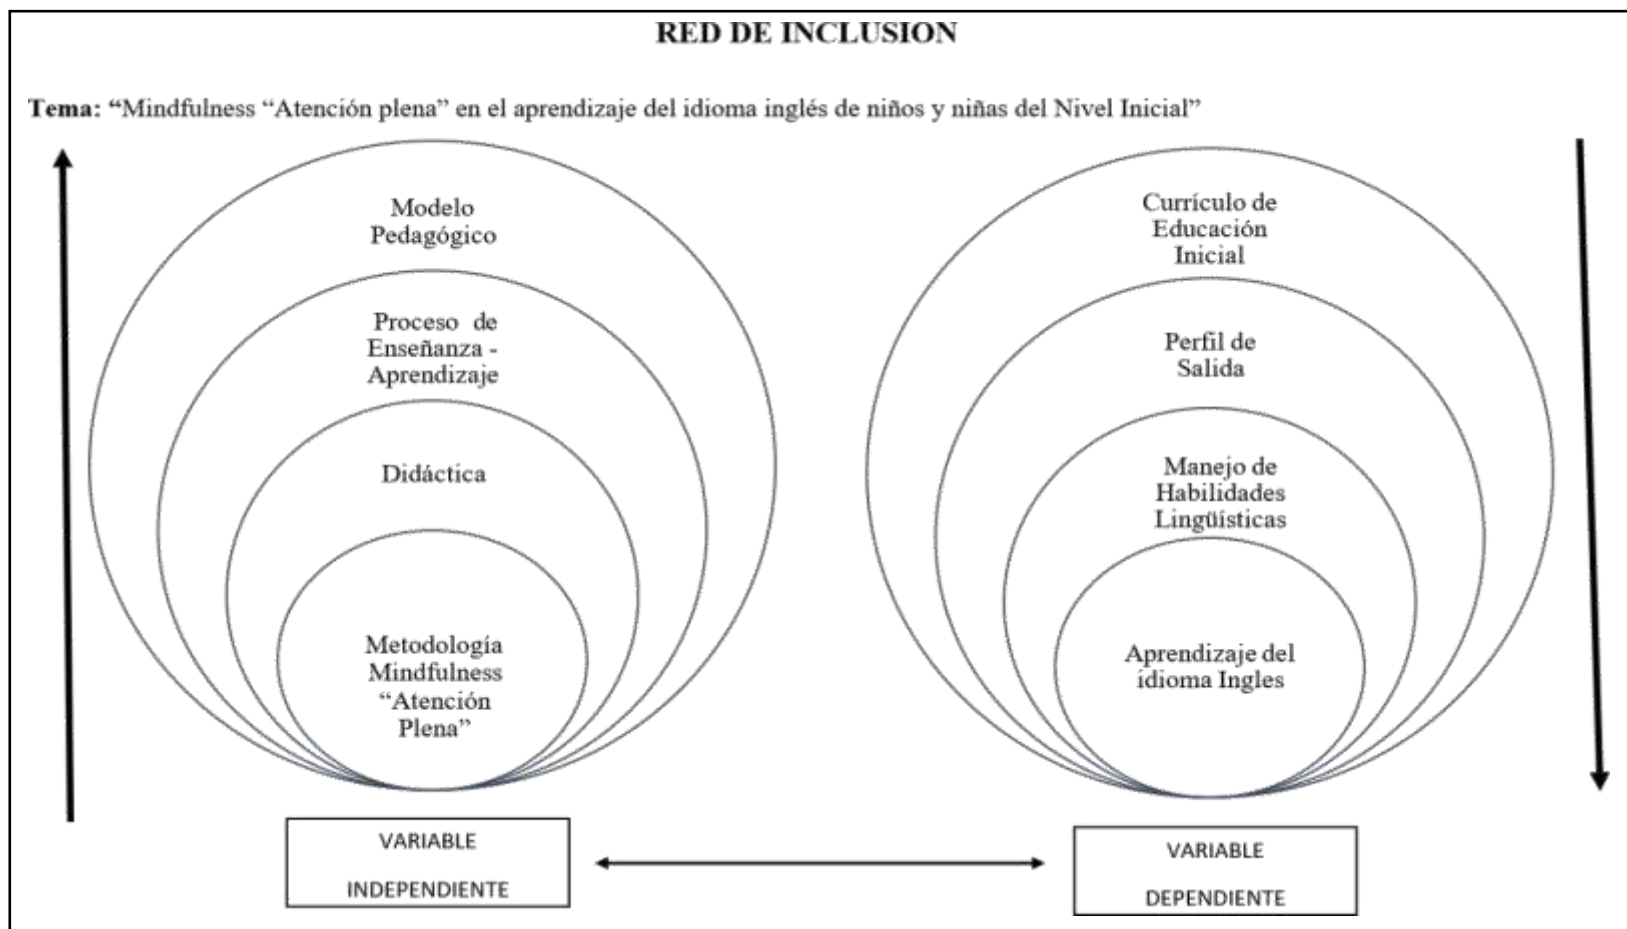 RED DE INCLUSION
Tema: “Mindfulness “Atención plena” en el aprendizaje del idioma inglés de niños y niñas del Nivel Inicial”
Modelo
Pedagógico
Proceso de
Enseñanza -
Aprendizaje
Didáctica
Metodología
Mindfulness
“Atención
Plena”
VARIABLE
INDEPENDIENTE
Currículo de
Educación
Inicial
Perfil de
Salida
Manejo de
Habilidades
Lingüísticas
Aprendizaje del
idioma Ingles
VARIABLE
DEPENDIENTE